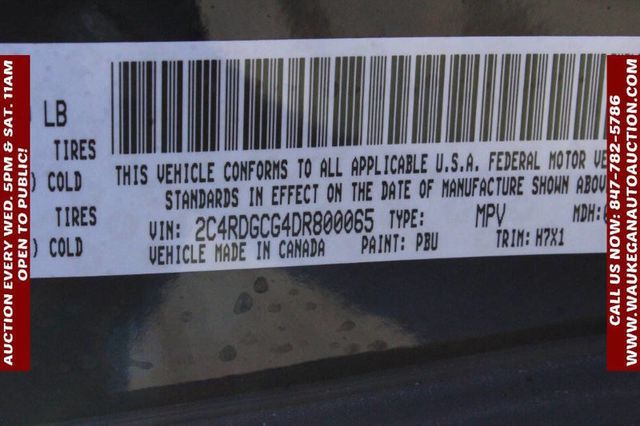 AUCTION EVERY WED. 5PM & SAT. 11AM
OPEN TO PUBLIC!
LB
TIRES
COLD
TIRES
COLD
THIS VEHICLE CONFORMS TO ALL APPLICABLE U.S.A. FEDERAL MOTOR
STANDARDS IN EFFECT ON THE DATE OF MANUFACTURE SHOWN
VIN: 2C4RDGCG4DR800065 TYPE: MPV MDH:
VEHICLE MADE IN CANADA PAINT: PBU TRIM: H7X1
CALL US NOW: 847-782-5786
WWW.WAUKEGANAUTOAUCTION.COM